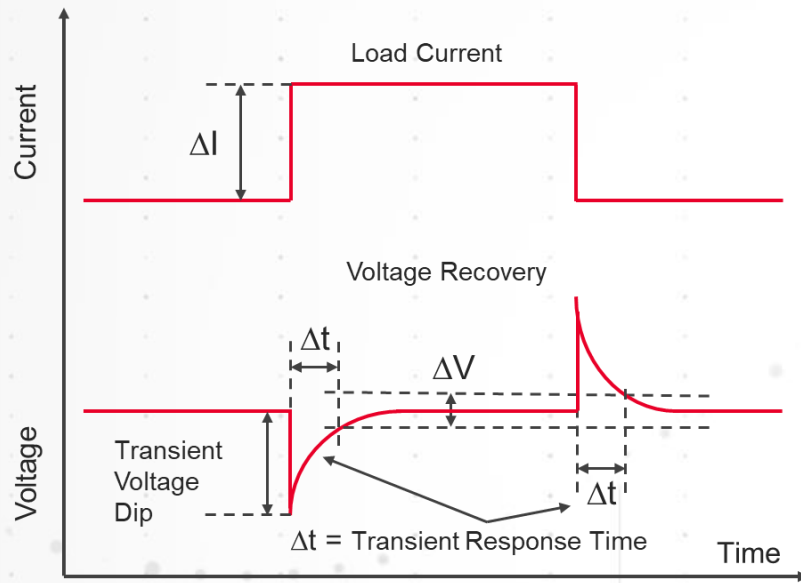 Load Current
Current
ΔI
Voltage Recovery
Δt
ΔV
Voltage
Transient
Voltage
Dip
Δt
Δt = Transient Response Time
Time